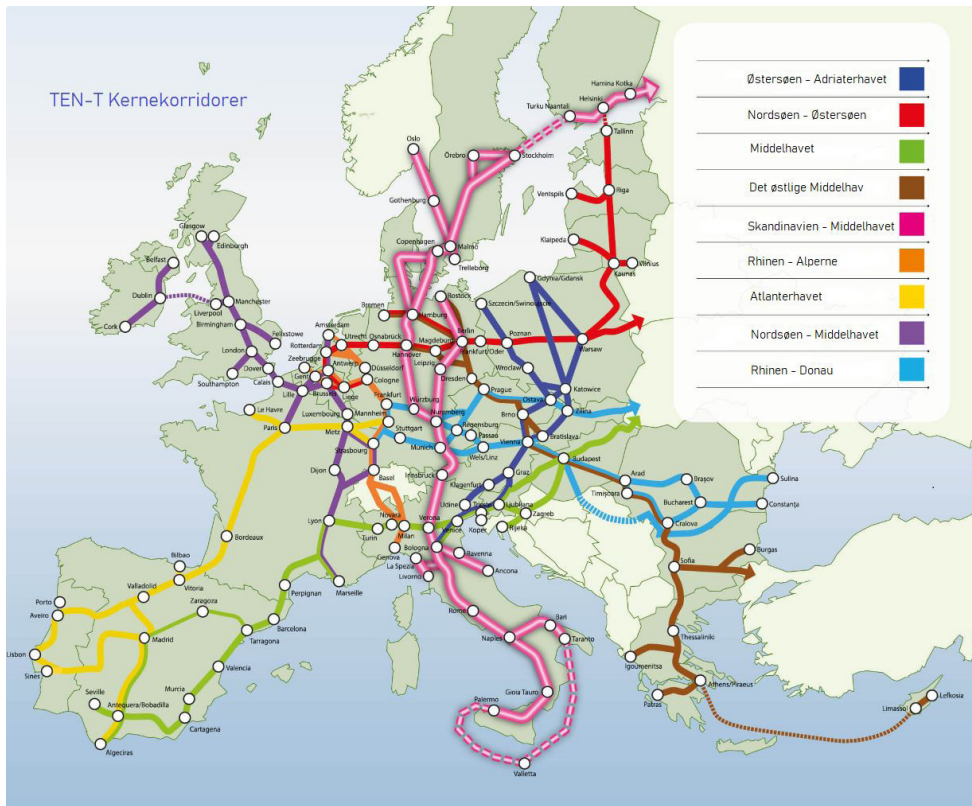 TEN-T Kernekorridorer
Østersøen - Adriaterhavet
Nordsøen - Østersøen
Middelhavet
Det østlige Middelhav
Skandinavien - Middelhavet
Rhinen - Alperne
Atlanterhavet
Nordsøen - Middelhavet
Rhinen - Donau
Hamina Kotka
Helsinki
Turku Naantali
Tallinn
Oslo
Örebro
Stockholm
Gothenburg
Ventspils
Riga
Glasgow
Edinburgh
Copenhagen
Malmö
Trelleborg
Klaipeda
Vilnius
Kaunas
Belfast
Gdynia/Gdansk
Dublin
Liverpool
Manchester
Bremen
Rostock
Szczecin/Swinoujscie
Hamburg
Cork
Birmingham
Felixstowe
Amsterdam
Utrecht
Osnabrück
Rotterdam
Hannover
Magdeburg
Berlin
Frankfurt/Oder
Poznan
Warsaw
London
Dover
Zeebrugge
Antwerp
Düsseldorf
Leipzig
Wroclaw
Southampton
Calais
Gent
Brussels
Cologne
Dresden
Lille
Liege
Frankfurt
Prague
Katowice
Ostava
Le Havre
Luxembourg
Mannheim
Würzburg
Nuremberg
Brno
Zilina
Paris
Metz
Stuttgart
Regensburg
Passau
Vienna
Bratislava
Strasbourg
Munich
Wels/Linz
Budapest
Dijon
Basel
Innsbruck
Klagenfurt
Graz
Arad
Braşov
Sulina
Udine
Ljubljana
Timişoara
Bucharest
Constanţa
Lyon
Novara
Verona
Venice
Koper
Zagreb
Rijeka
Craiova
Turin
Milan
Bordeaux
Genova
Bologna
Ravenna
La Spezia
Livorno
Ancona
Burgas
Sofia
Bilbao
Vitoria
Valladolid
Perpignan
Marseille
Porto
Aveiro
Zaragoza
Barcelona
Roma
Bari
Madrid
Tarragona
Naples
Taranto
Thessaloniki
Lisbon
Sines
Valencia
Igoumenitsa
Seville
Murcia
Gioia Tauro
Athens/Piraeus
Patras
Antequera/Bobadilla
Palermo
Lefkosia
Limassol
Cartagena
Algeciras
Valletta